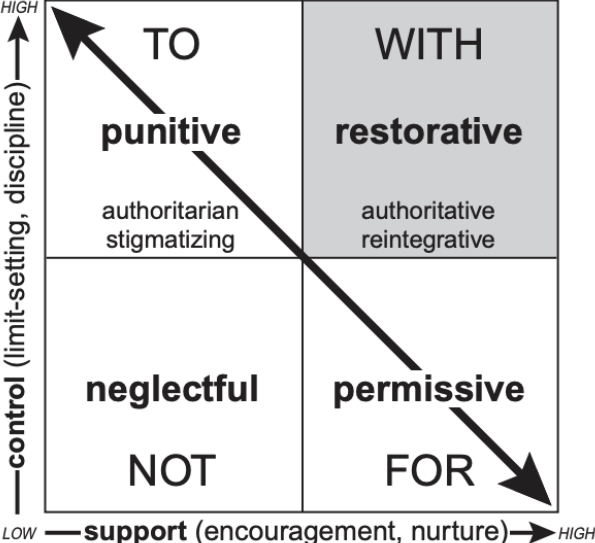 HIGH
TO
WITH
punitive
restorative
authoritarian
stigmatizing
authoritative
reintegrative
control (limit-setting, discipline)
neglectful
permissive
NOT
FOR
LOW
support (encouragement, nurture)
HIGH